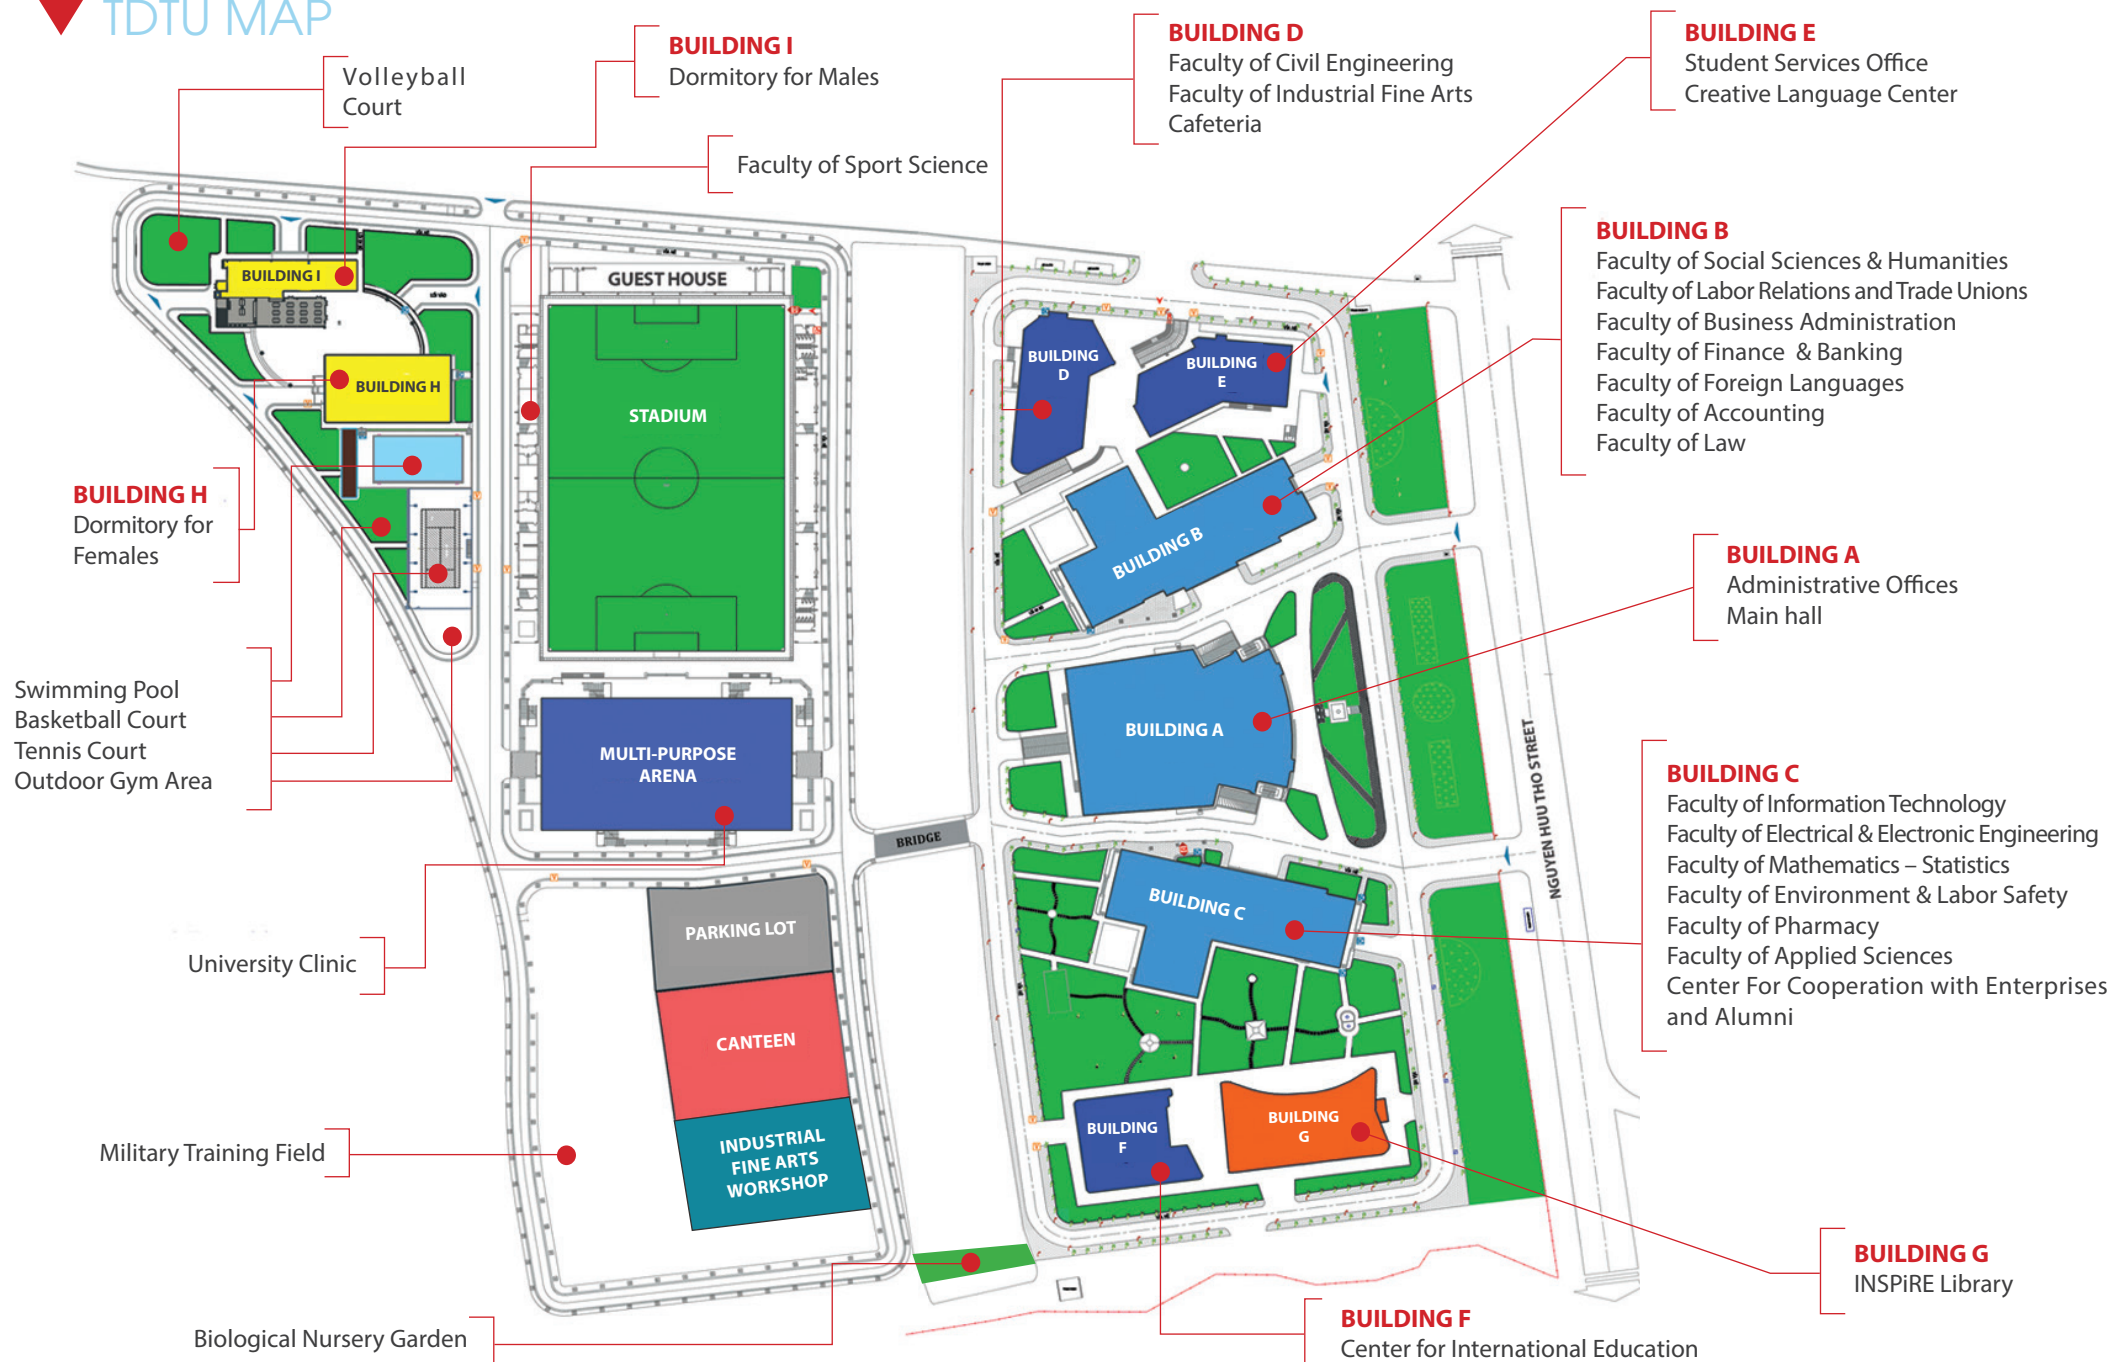 TDTU MAP
Volleyball
Court
BUILDING I
Dormitory for Males
Faculty of Sport Science
BUILDING D
Faculty of Civil Engineering
Faculty of Industrial Fine Arts
Cafeteria
BUILDING E
Student Services Office
Creative Language Center
BUILDING B
Faculty of Social Sciences & Humanities
Faculty of Labor Relations and Trade Unions
Faculty of Business Administration
Faculty of Finance & Banking
Faculty of Foreign Languages
Faculty of Accounting
Faculty of Law
BUILDING A
Administrative Offices
Main hall
BUILDING C
Faculty of Information Technology
Faculty of Electrical & Electronic Engineering
Faculty of Mathematics – Statistics
Faculty of Environment & Labor Safety
Faculty of Pharmacy
Faculty of Applied Sciences
Center For Cooperation with Enterprises
and Alumni
BUILDING G
INSPiRE Library
BUILDING F
Center for International Education
BUILDING H
Dormitory for
Females
Swimming Pool
Basketball Court
Tennis Court
Outdoor Gym Area
University Clinic
Military Training Field
Biological Nursery Garden
BUILDING I
BUILDING H
GUEST HOUSE
STADIUM
MULTI-PURPOSE
ARENA
PARKING LOT
CANTEEN
INDUSTRIAL
FINE ARTS
WORKSHOP
BRIDGE
BUILDING
D
BUILDING
E
BUILDING B
BUILDING A
BUILDING C
BUILDING
F
BUILDING
G
NGUYEN HUU THO STREET